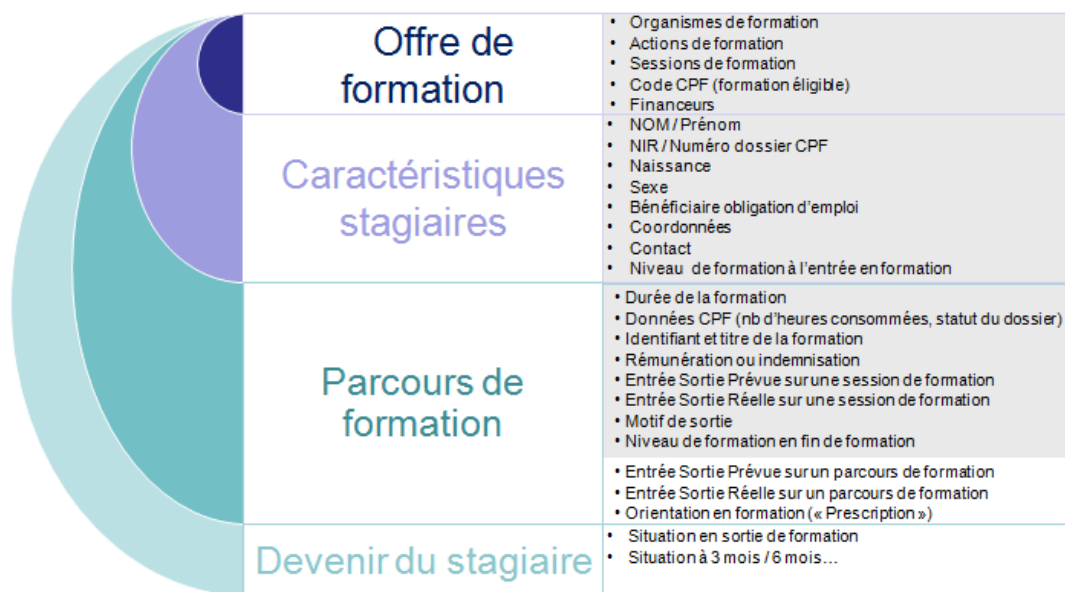 Offre de
formation
• Organismes de formation
• Actions de formation
• Sessions de formation
• Code CPF (formation éligible)
• Financeurs
Caractéristiques
stagiaires
• NOM / Prénom
• NIR / Numéro dossier CPF
• Naissance
• Sexe
• Bénéficiaire obligation d'emploi
• Coordonnées
• Contact
• Niveau de formation à l'entrée en formation
Parcours de
formation
• Durée de la formation
• Données CPF (nb d'heures consommées, statut du dossier)
• Identifiant et titre de la formation
• Rémunération ou indemnisation
• Entrée Sortie Prévue sur une session de formation
• Entrée Sortie Réelle sur une session de formation
• Motif de sortie
• Niveau de formation en fin de formation
• Entrée Sortie Prévue sur un parcours de formation
• Entrée Sortie Réelle sur un parcours de formation
• Orientation en formation (« Prescription »)
Devenir du stagiaire
• Situation en sortie de formation
• Situation à 3 mois / 6 mois…